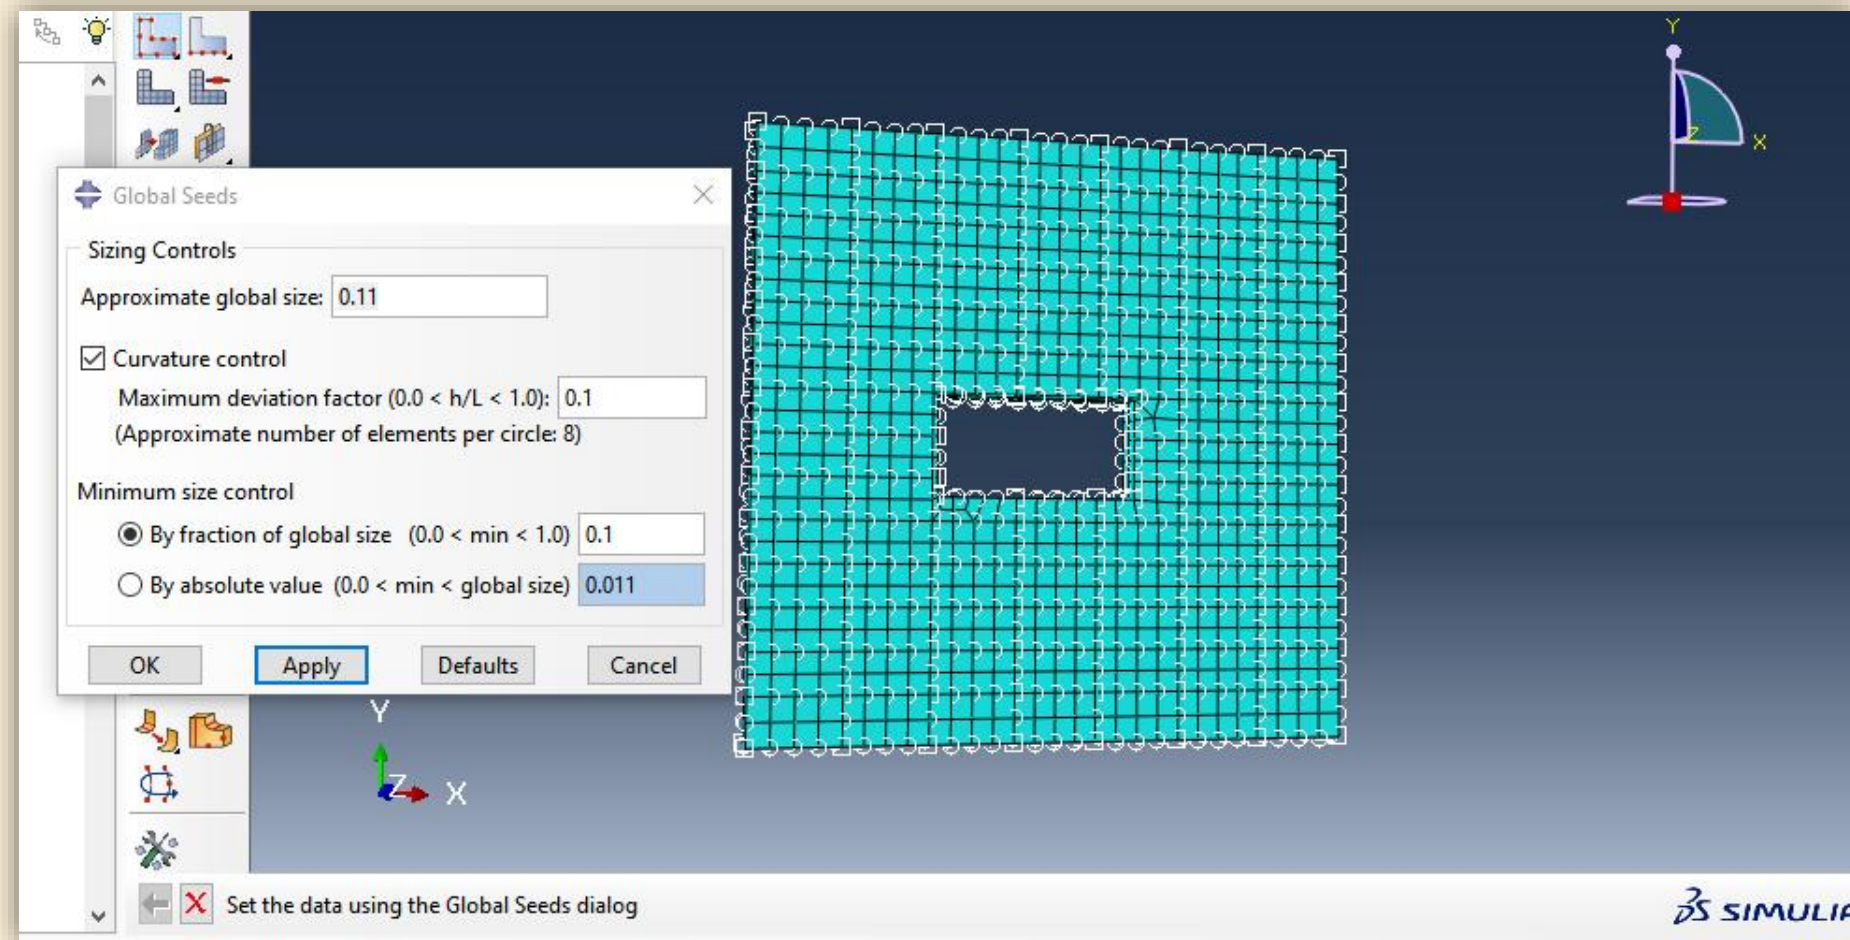 Global Seeds
Sizing Controls
Approximate global size: 0.11
Curvature control
Maximum deviation factor (0.0 < h/L < 1.0): 0.1
(Approximate number of elements per circle: 8)
Minimum size control
By fraction of global size (0.0 < min < 1.0) 0.1
By absolute value (0.0 < min < global size) 0.011
OK Apply Defaults Cancel
Y
Z X
Y
Z X
Set the data using the Global Seeds dialog
SIMULIA